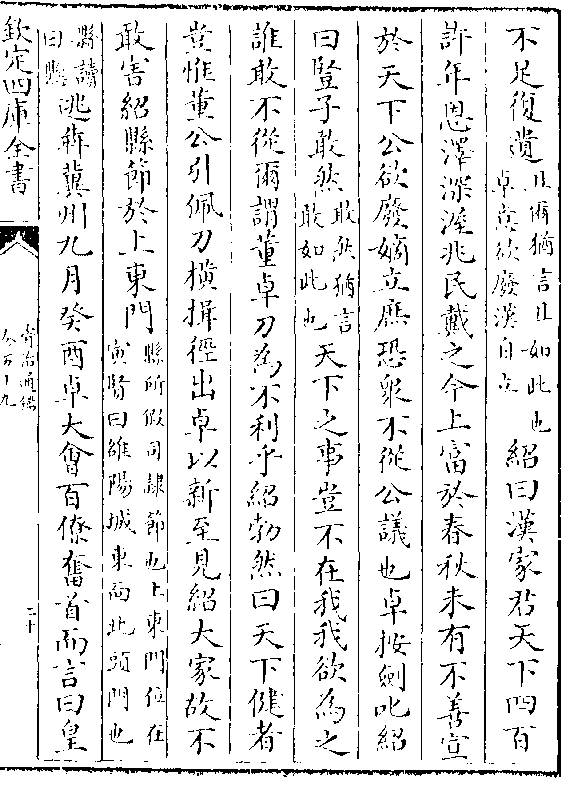 不足復遺且爾猶言且如此也
卓意欲廢漢自立紹曰漢家君天下四百
許年恩澤深渥兆民戴之今上富於春秋未有不善宣
於天下公欲廢嫡立庶恐衆不從公議也卓按劍叱紹
曰豎子敢然敢然猶言
敢如此也天下之事豈不在我我欲為之
誰敢不從爾謂董卓刀為不利乎紹勃然曰天下健者
豈惟董公引佩刀横揖徑出卓以新至見紹大家故不
敢害紹縣節於上東門縣所假司隸節也上東門位在
寅賢曰雒陽城東面北頭門也
縣讀
曰懸逃奔冀州九月癸酉卓大會百僚奮首而言曰皇
欽定四庫全書
資治通鑑
卷五十九
二十